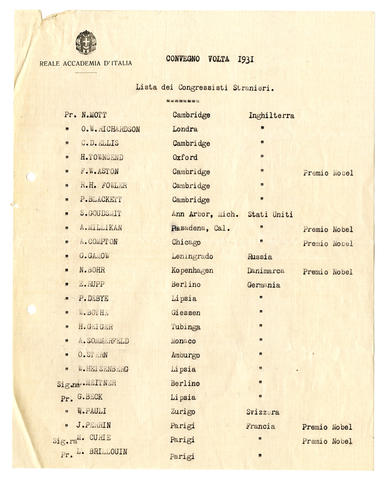 REALE ACCADEMIA D'ITALIA
CONVEGNO VOLTA 1931
Lista dei Congressisti Stranieri.
Pr. N.MOTT Cambridge Inghilterra
" O.W.RICHARDSON Londra "
" C.D.ELLIS Cambridge "
" H.TOWNSEND Oxford "
" F.W.ASTON Cambridge " Premio Nobel
" R.H. FOWLER Cambridge "
" P.BLACKETT Cambridge "
" S.GOUDSMIT Ann Arbor, Mich. Stati Uniti
" A.MILLIKAN Pasadena, Cal. " Premio Nobel
" A.COMPTON Chicago " Premio Nobel
" G.GAMOW Leningrado Russia
" N.BOHR Kopenhagen Danimarca Premio Nobel
" E.RUPP Berlino Germania
" P.DEBYE Lipsia "
" W.BOTHE Giessen "
" H.GEIGER Tubinga "
" A.SOMMERFELD Monaco "
" O.STERN Amburgo "
" W.HEISENBERG Lipsia "
Sig.na L.MEITNER Berlino "
Pr. G.BECK Lipsia "
" W.PAULI Zurigo Svizzera
" J.PERRIN Parigi Francia Premio Nobel
Sig.ra M. CURIE Parigi " Premio Nobel
Pr. L. BRILLOUIN Parigi "